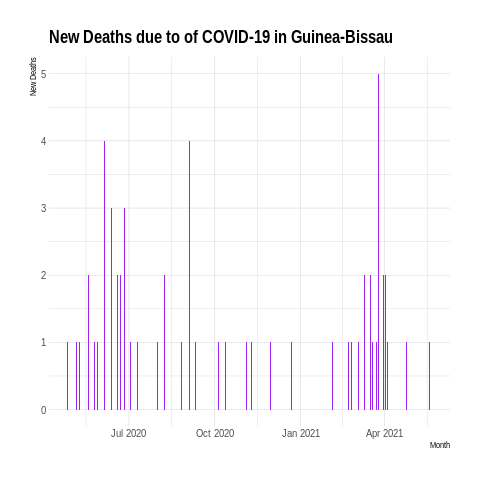 New Deaths due to of COVID-19 in Guinea-Bissau
New Deaths
5
4
3
2
1
0
Jul 2020 Oct 2020 Jan 2021 Apr 2021
Month